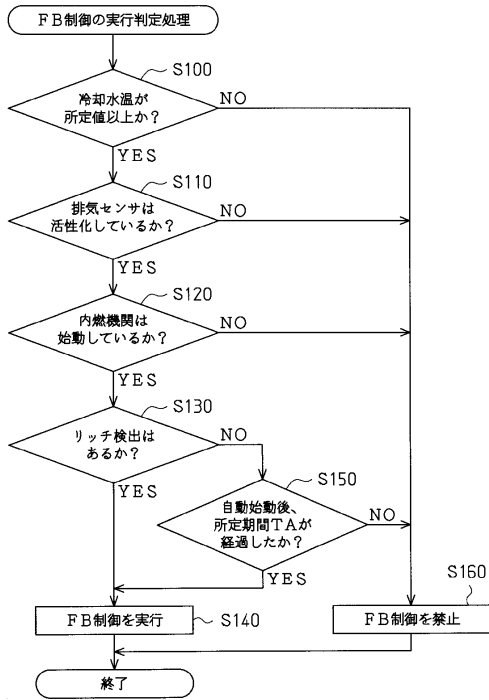 ＦＢ制御の実行判定処理
S100
冷却水温が
所定値以上か？
NO
YES
S110
排気センサは
活性化しているか？
NO
YES
S120
内燃機関は
始動しているか？
NO
YES
S130
リッチ検出は
あるか？
NO
YES
S150
自動始動後、
所定期間ＴＡが
経過したか？
NO
YES
S160
ＦＢ制御を実行
S140
ＦＢ制御を禁止
終了